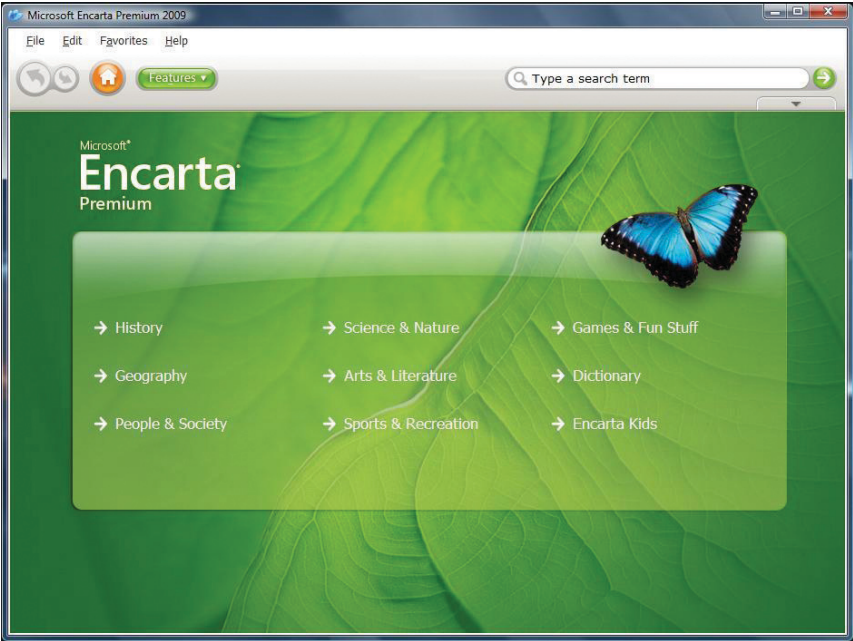 Microsoft Encarta Premium 2009
File Edit Favorites Help
Features ▾
Type a search term
Microsoft®
Encarta®
Premium
→ History → Science & Nature → Games & Fun Stuff
→ Geography → Arts & Literature → Dictionary
→ People & Society → Sports & Recreation → Encarta Kids